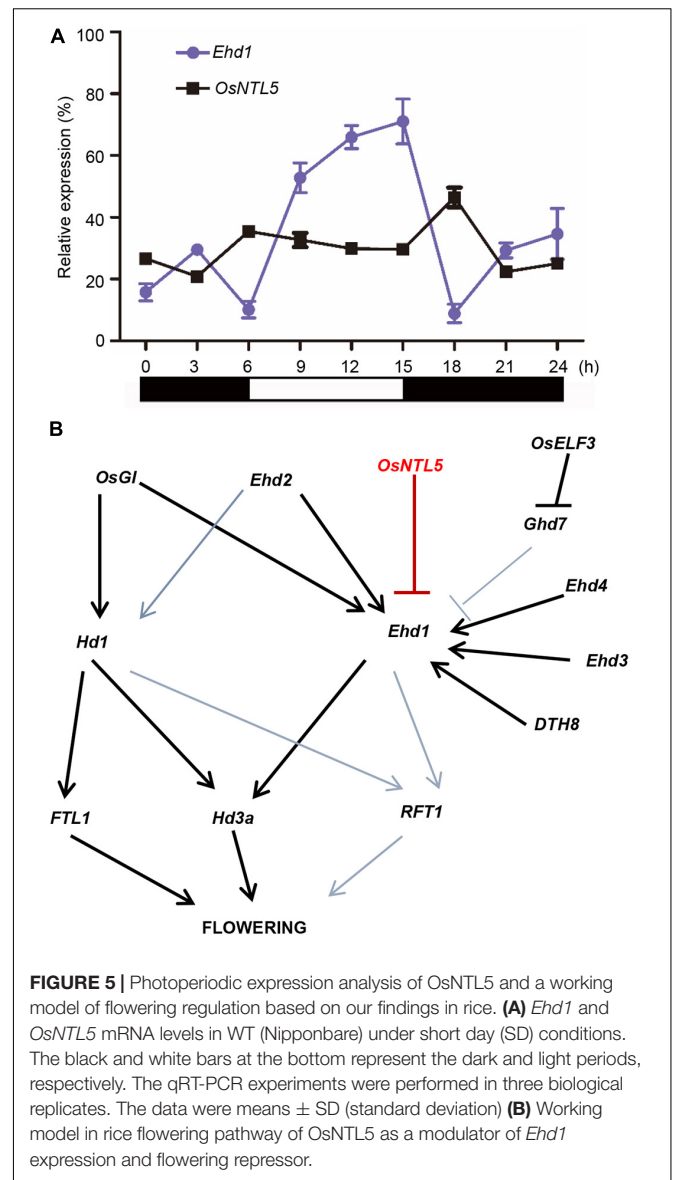 A
100
80
60
40
20
0
Relative expression (%)
Ehd1
OsNTL5
0 3 6 9 12 15 18 21 24 (h)
B
OsELF3
OsNTL5
OsGI
Ehd2
Ghd7
Ehd4
Ehd1
Hd1
Ehd3
DTH8
FTL1
Hd3a
RFT1
FLOWERING
FIGURE 5 | Photoperiodic expression analysis of OsNTL5 and a working
model of flowering regulation based on our findings in rice. (A) Ehd1 and
OsNTL5 mRNA levels in WT (Nipponbare) under short day (SD) conditions.
The black and white bars at the bottom represent the dark and light periods,
respectively. The qRT-PCR experiments were performed in three biological
replicates. The data were means ± SD (standard deviation) (B) Working
model in rice flowering pathway of OsNTL5 as a modulator of Ehd1
expression and flowering repressor.